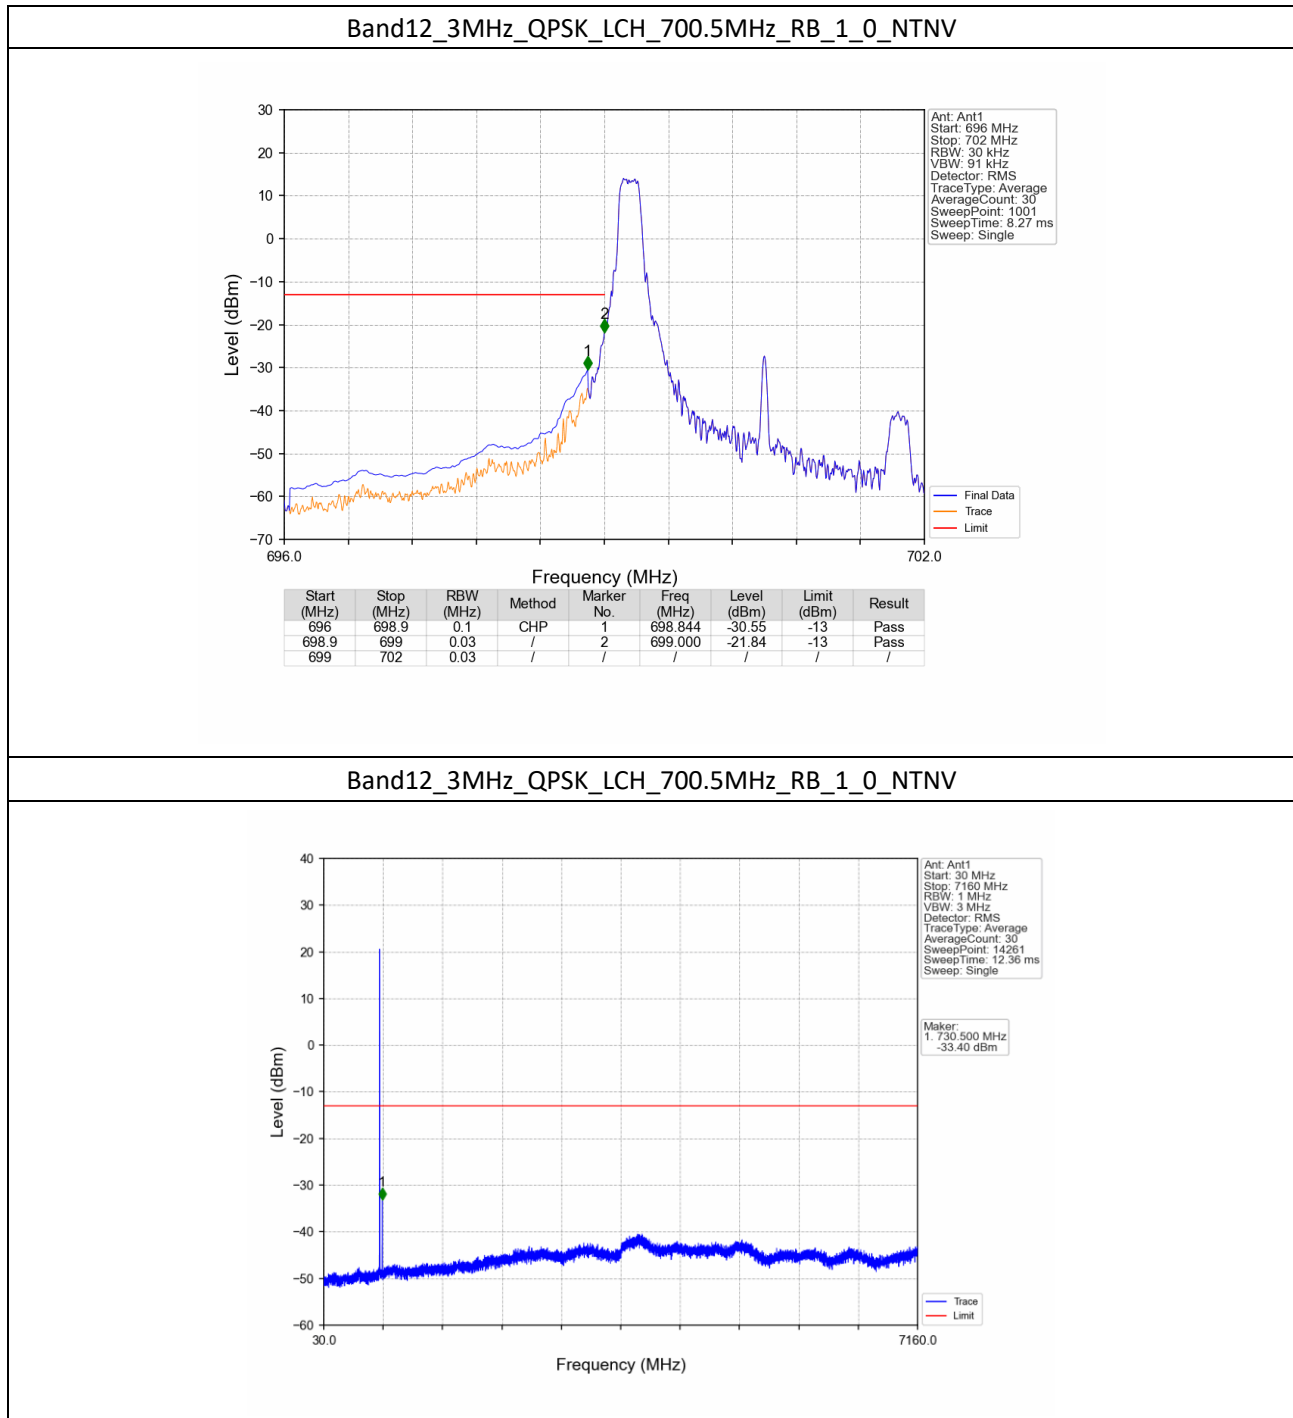 Band12_3MHz_QPSK_LCH_700.5MHz_RB_1_0_NTNV
Ant: Ant1
Start: 696 MHz
Stop: 702 MHz
RBW: 30 kHz
VBW: 91 kHz
Detector: RMS
TraceType: Average
AverageCount: 30
SweepPoint: 1001
SweepTime: 8.27 ms
Sweep: Single
30
20
10
0
−10
−20
−30
−40
−50
−60
−70
Level (dBm)
1
2
Final Data
Trace
Limit
696.0 702.0
Frequency (MHz)
Start (MHz) Stop (MHz) RBW (MHz) Method Marker No. Freq (MHz) Level (dBm) Limit (dBm) Result
696 698.9 0.1 CHP 1 698.844 -30.55 -13 Pass
698.9 699 0.03 / 2 699.000 -21.84 -13 Pass
699 702 0.03 / / / / / /
Band12_3MHz_QPSK_LCH_700.5MHz_RB_1_0_NTNV
Ant: Ant1
Start: 30 MHz
Stop: 7160 MHz
RBW: 1 MHz
VBW: 3 MHz
Detector: RMS
TraceType: Average
AverageCount: 30
SweepPoint: 14261
SweepTime: 12.36 ms
Sweep: Single
Maker:
1. 730.500 MHz
-33.40 dBm
40
30
20
10
0
−10
−20
−30
−40
−50
−60
Level (dBm)
1
Trace
Limit
30.0 7160.0
Frequency (MHz)